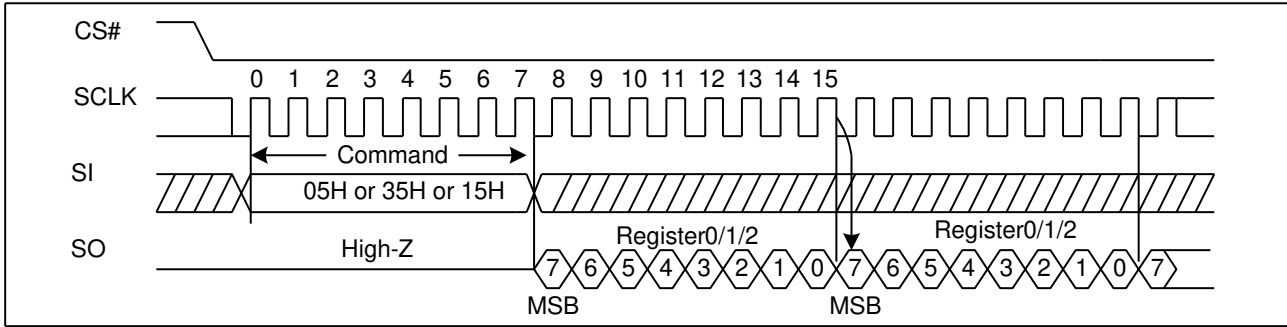 CS#
0 1 2 3 4 5 6 7 8 9 10 11 12 13 14 15
SCLK
Command
SI
05H or 35H or 15H
Register0/1/2 Register0/1/2
SO
High-Z
7 6 5 4 3 2 1 0 7 6 5 4 3 2 1 0 7
MSB MSB